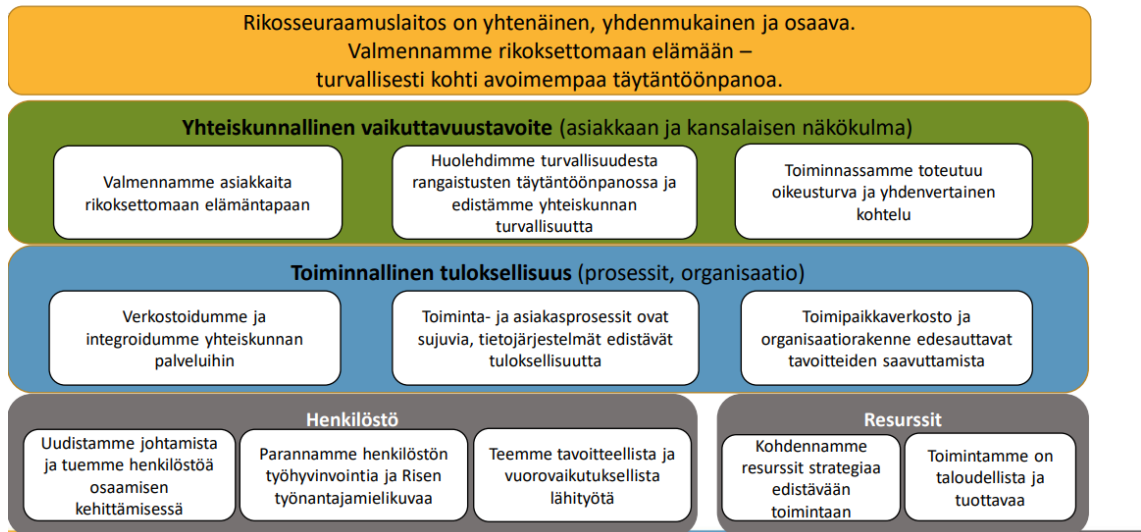 Rikosseuraamuslaitos on yhtenäinen, yhdenmukainen ja osaava.
Valmennamme rikoksettomaan elämään –
turvallisesti kohti avoimempaa täytäntöönpanoa.
Yhteiskunnallinen vaikuttavuustavoite (asiakkaan ja kansalaisen näkökulma)
Valmennamme asiakkaita
rikoksettomaan elämäntapaan
Huolehdimme turvallisuudesta
rangaistusten täytäntöönpanossa ja
edistämme yhteiskunnan
turvallisuutta
Toiminnassamme toteutuu
oikeusturva ja yhdenvertainen
kohtelu
Toiminnallinen tuloksellisuus (prosessit, organisaatio)
Verkostoidumme ja
integroidumme yhteiskunnan
palveluihin
Toiminta- ja asiakasprosessit ovat
sujuvia, tietojärjestelmät edistävät
tuloksellisuutta
Toimipaikkaverkosto ja
organisaatiorakenne edesauttavat
tavoitteiden saavuttamista
Henkilöstö
Uudistamme johtamista
ja tuemme henkilöstöä
osaamisen
kehittämisessä
Parannamme henkilöstön
työhyvinvointia ja Risen
työnantajamielikuvaa
Teemme tavoitteellista ja
vuorovaikutuksellista
lähityötä
Resurssit
Kohdennamme
resurssit strategiaa
edistävään
toimintaan
Toimintamme on
taloudellista ja
tuottavaa